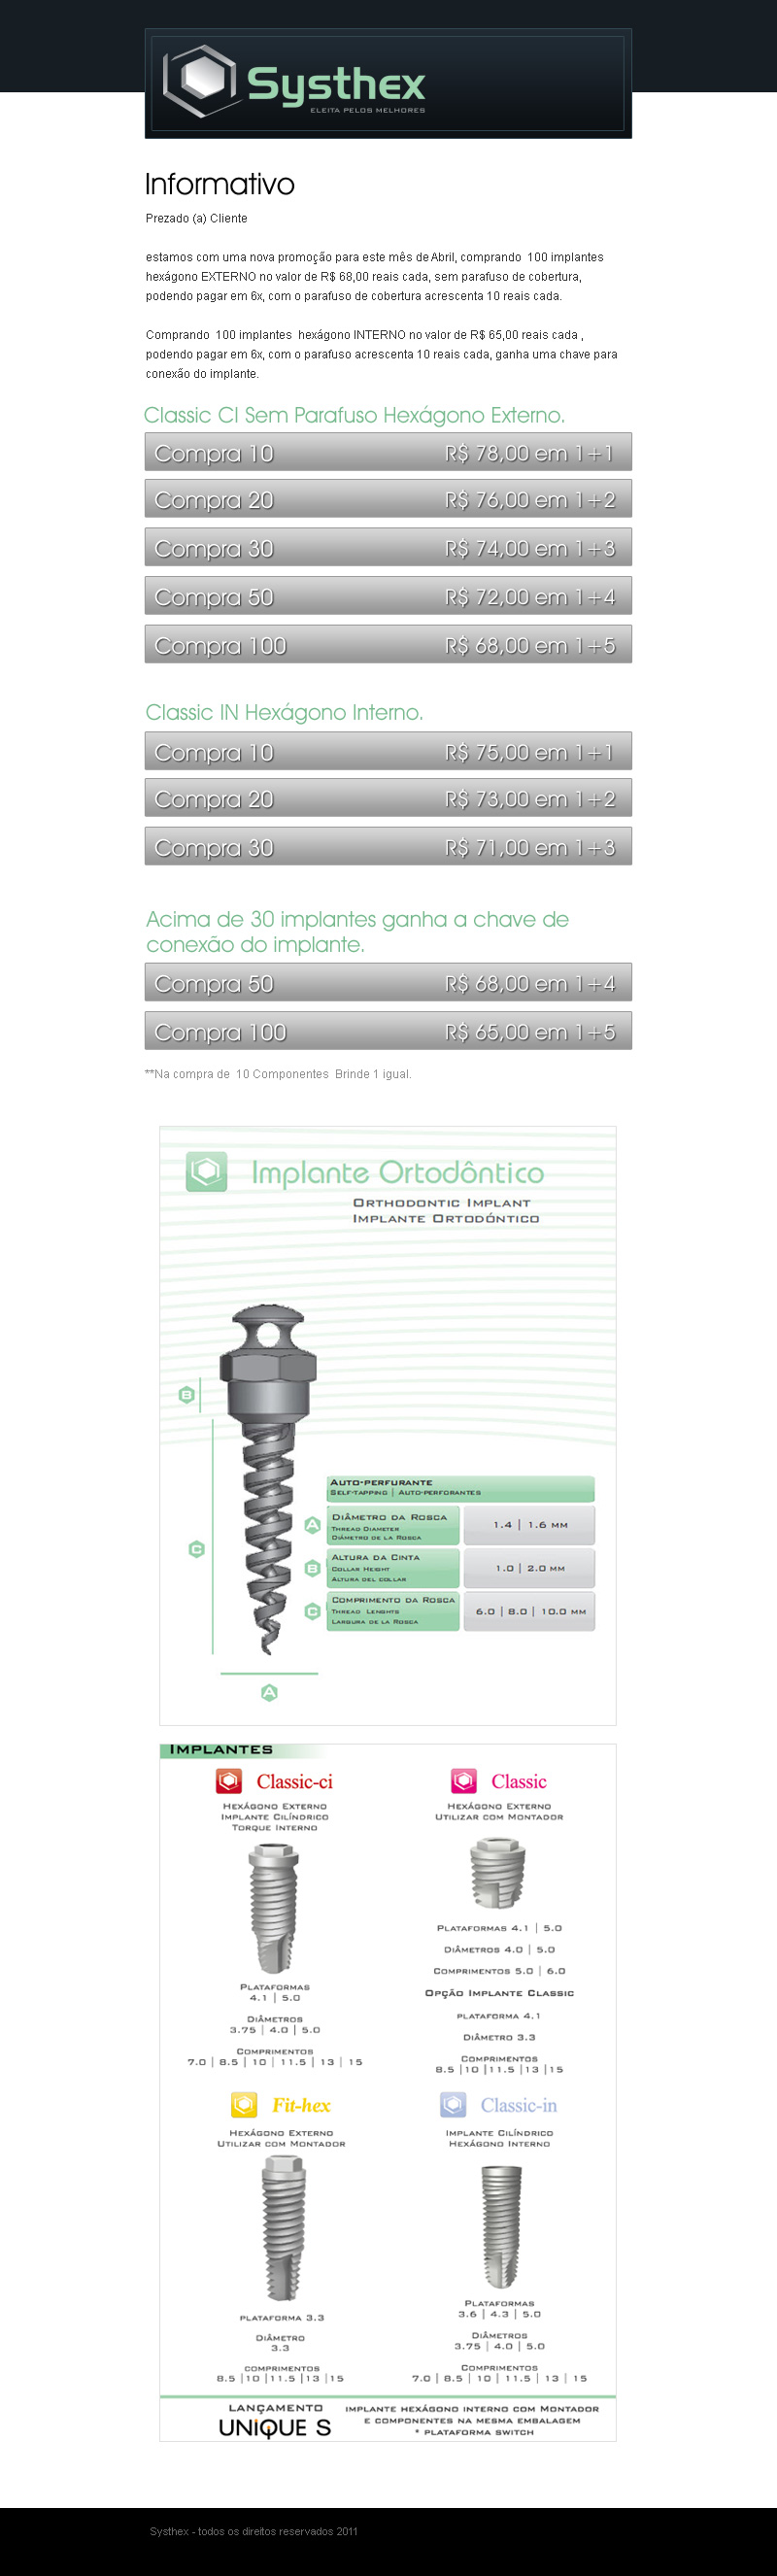 Systhex
ELEITA PELOS MELHORES
Informativo
Prezado (a) Cliente
estamos com uma nova promoção para este mês de Abril, comprando 100 implantes
hexágono EXTERNO no valor de R$ 68,00 reais cada, sem parafuso de cobertura,
podendo pagar em 6x, com o parafuso de cobertura acrescenta 10 reais cada.
Comprando 100 implantes hexágono INTERNO no valor de R$ 65,00 reais cada ,
podendo pagar em 6x, com o parafuso acrescenta 10 reais cada, ganha uma chave para
conexão do implante.
Classic CI Sem Parafuso Hexágono Externo.
Compra 10 R$ 78,00 em 1+1
Compra 20 R$ 76,00 em 1+2
Compra 30 R$ 74,00 em 1+3
Compra 50 R$ 72,00 em 1+4
Compra 100 R$ 68,00 em 1+5
Classic IN Hexágono Interno.
Compra 10 R$ 75,00 em 1+1
Compra 20 R$ 73,00 em 1+2
Compra 30 R$ 71,00 em 1+3
Acima de 30 implantes ganha a chave de
conexão do implante.
Compra 50 R$ 68,00 em 1+4
Compra 100 R$ 65,00 em 1+5
**Na compra de 10 Componentes Brinde 1 igual.
Implante Ortodôntico
ORTHODONTIC IMPLANT
IMPLANTE ORTODÓNTICO
B
C
A
AUTO-PERFURANTE
SELF-TAPPING | AUTO-PERFORANTES
A
DIÂMETRO DA ROSCA
THREAD DIAMETER
DIÁMETRO DE LA ROSCA
1.4 | 1.6 MM
B
ALTURA DA CINTA
COLLAR HEIGHT
ALTURA DEL COLLAR
1.0 | 2.0 MM
C
COMPRIMENTO DA ROSCA
THREAD LENGHTS
LARGURA DE LA ROSCA
6.0 | 8.0 | 10.0 MM
IMPLANTES
Classic-ci
HEXÁGONO EXTERNO
IMPLANTE CILÍNDRICO
TORQUE INTERNO
PLATAFORMAS
4.1 | 5.0
DIÂMETROS
3.75 | 4.0 | 5.0
COMPRIMENTOS
7.0 | 8.5 | 10 | 11.5 | 13 | 15
Classic
HEXÁGONO EXTERNO
UTILIZAR COM MONTADOR
PLATAFORMAS 4.1 | 5.0
DIÂMETROS 4.0 | 5.0
COMPRIMENTOS 5.0 | 6.0
OPÇÃO IMPLANTE CLASSIC
PLATAFORMA 4.1
DIÂMETRO 3.3
COMPRIMENTOS
8.5 |10 |11.5 |13 |15
Fit-hex
HEXÁGONO EXTERNO
UTILIZAR COM MONTADOR
PLATAFORMA 3.3
DIÂMETRO
3.3
COMPRIMENTOS
8.5 |10 |11.5 |13 |15
Classic-in
IMPLANTE CILÍNDRICO
HEXÁGONO INTERNO
PLATAFORMAS
3.6 | 4.3 | 5.0
DIÂMETROS
3.75 | 4.0 | 5.0
COMPRIMENTOS
7.0 | 8.5 | 10 | 11.5 | 13 | 15
LANÇAMENTO
UNIQUE S
IMPLANTE HEXÁGONO INTERNO COM MONTADOR
E COMPONENTES NA MESMA EMBALAGEM
* PLATAFORMA SWITCH
Systhex - todos os direitos reservados 2011